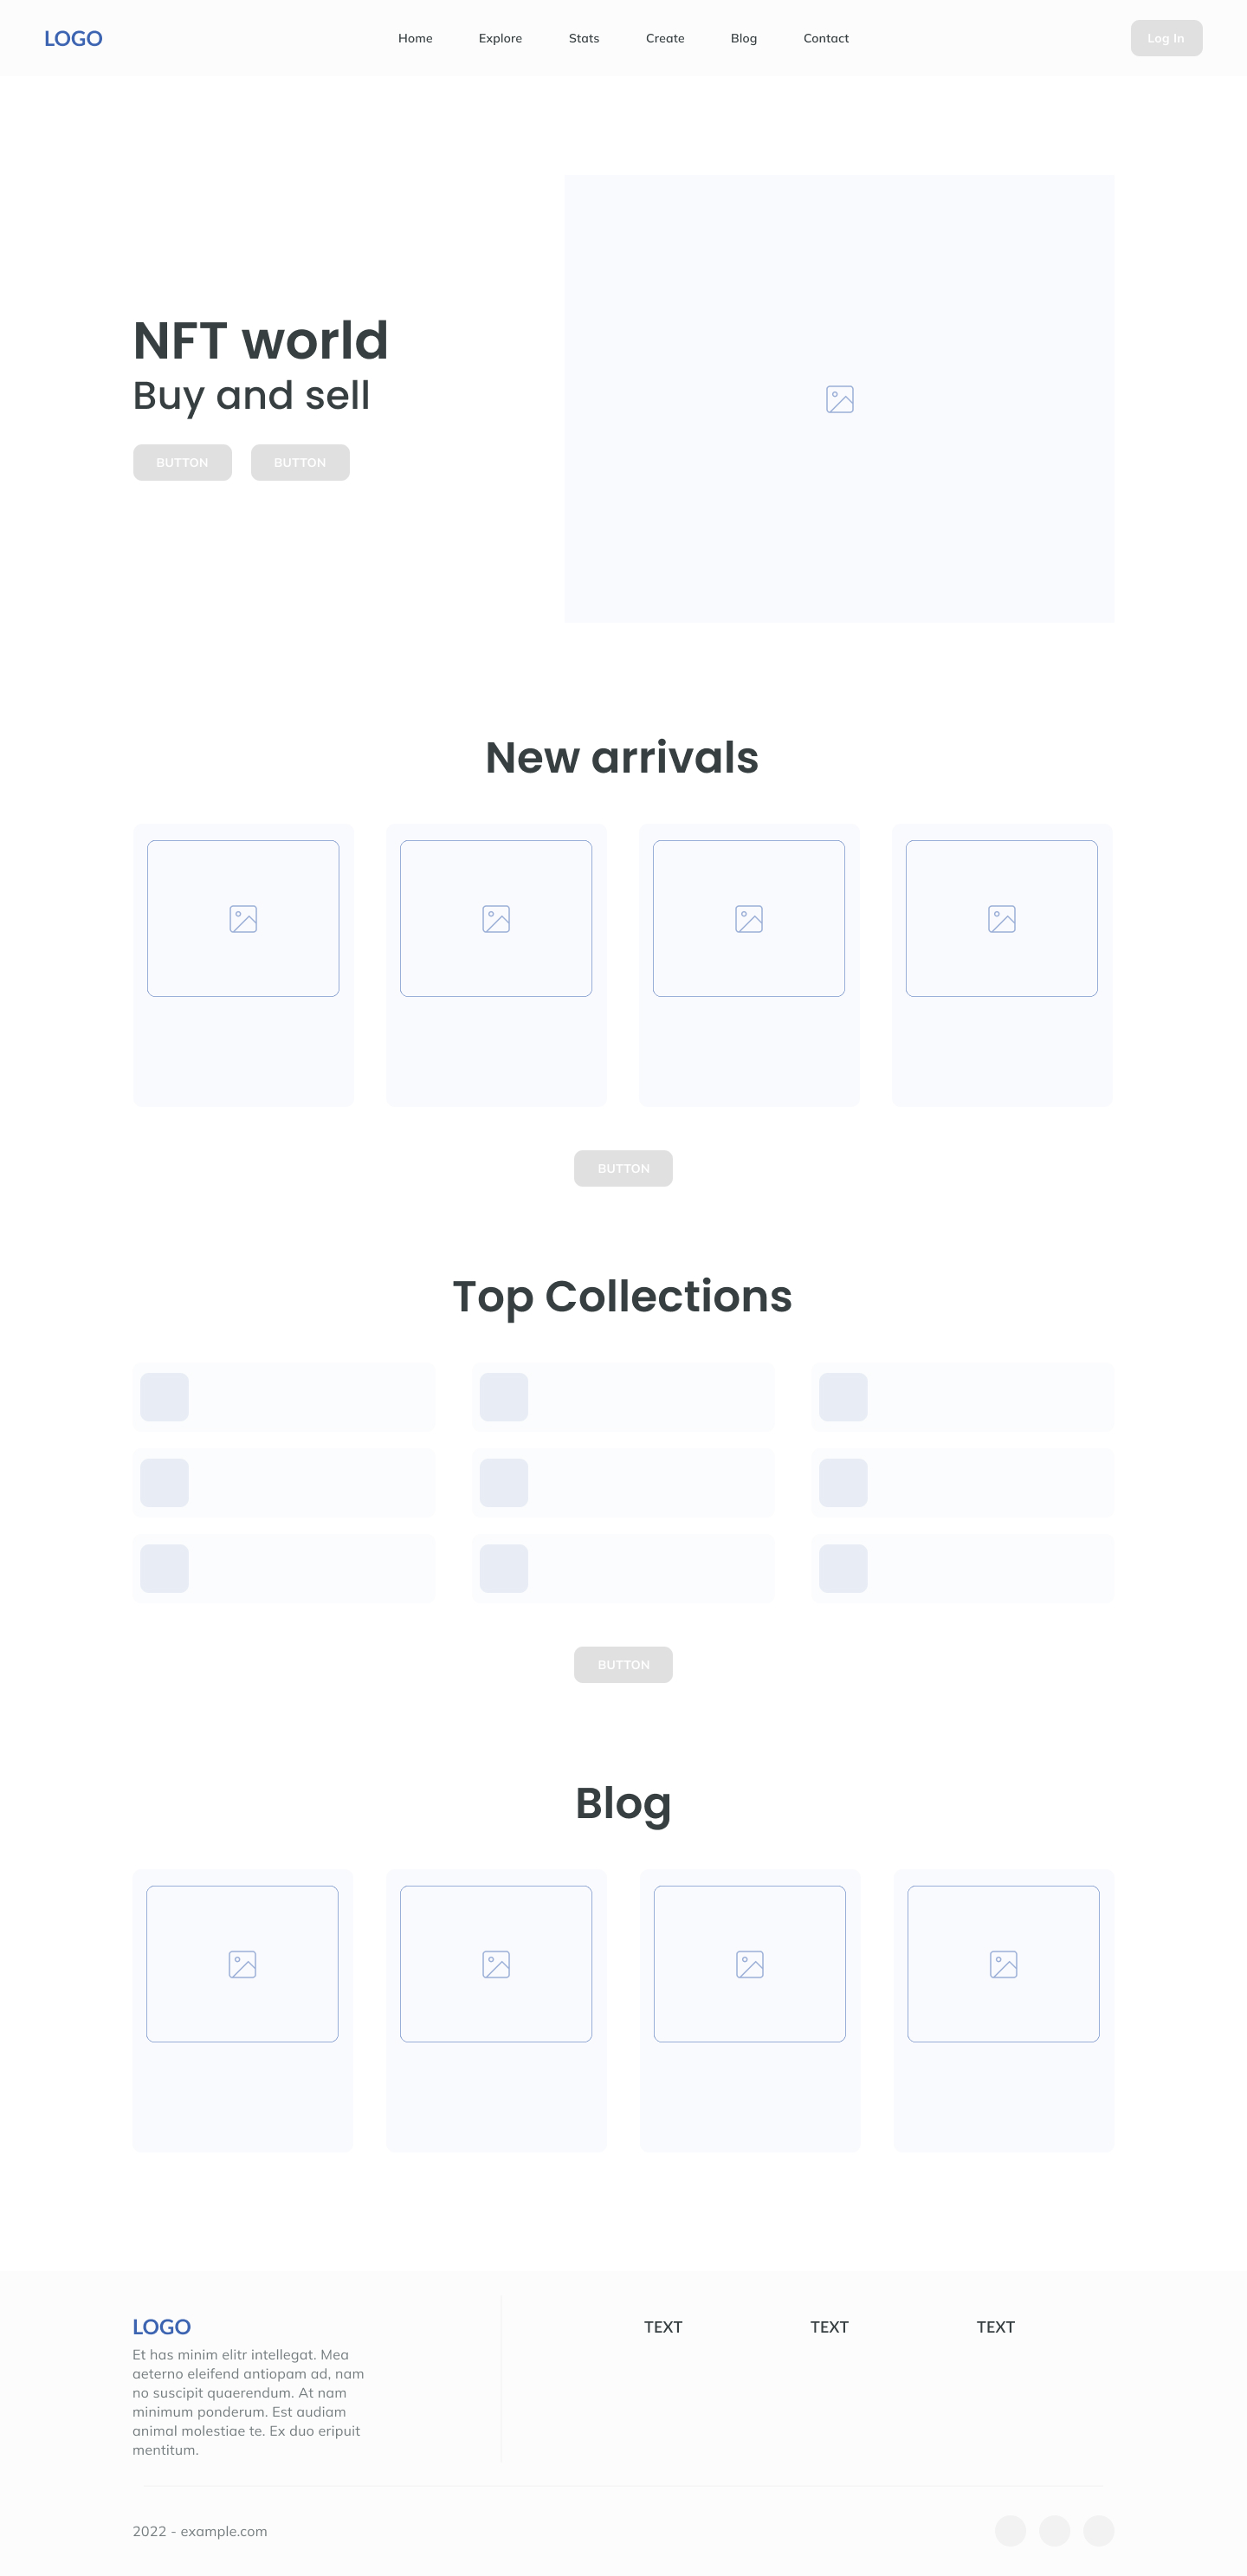 LOGO
Home
Explore
Stats
Create
Blog
Contact
Log In
NFT world
Buy and sell
BUTTON
BUTTON
New arrivals
BUTTON
Top Collections
BUTTON
Blog
LOGO
Et has minim elitr intellegat. Mea
aeterno eleifend antiopam ad, nam
no suscipit quaerendum. At nam
minimum ponderum. Est audiam
animal molestiae te. Ex duo eripuit
mentitum.
TEXT
TEXT
TEXT
2022 - example.com